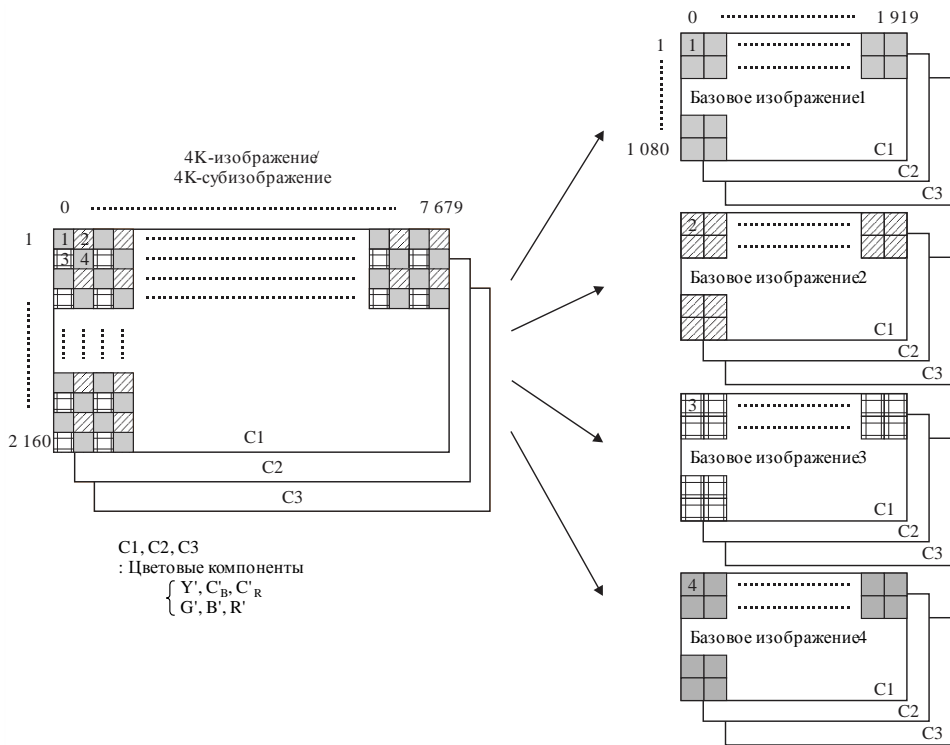 4K-изображение/
4K-субизображение
0 7 679
1
1 2
3 4
2 160
C1
C2
C3
C1, C2, C3
: Цветовые компоненты
Y', C'B, C'R
G', B', R'
0 1 919
1
1
Базовое изображение1
1 080
C1
C2
C3
2
Базовое изображение2
C1
C2
C3
3
Базовое изображение3
C1
C2
C3
4
Базовое изображение4
C1
C2
C3